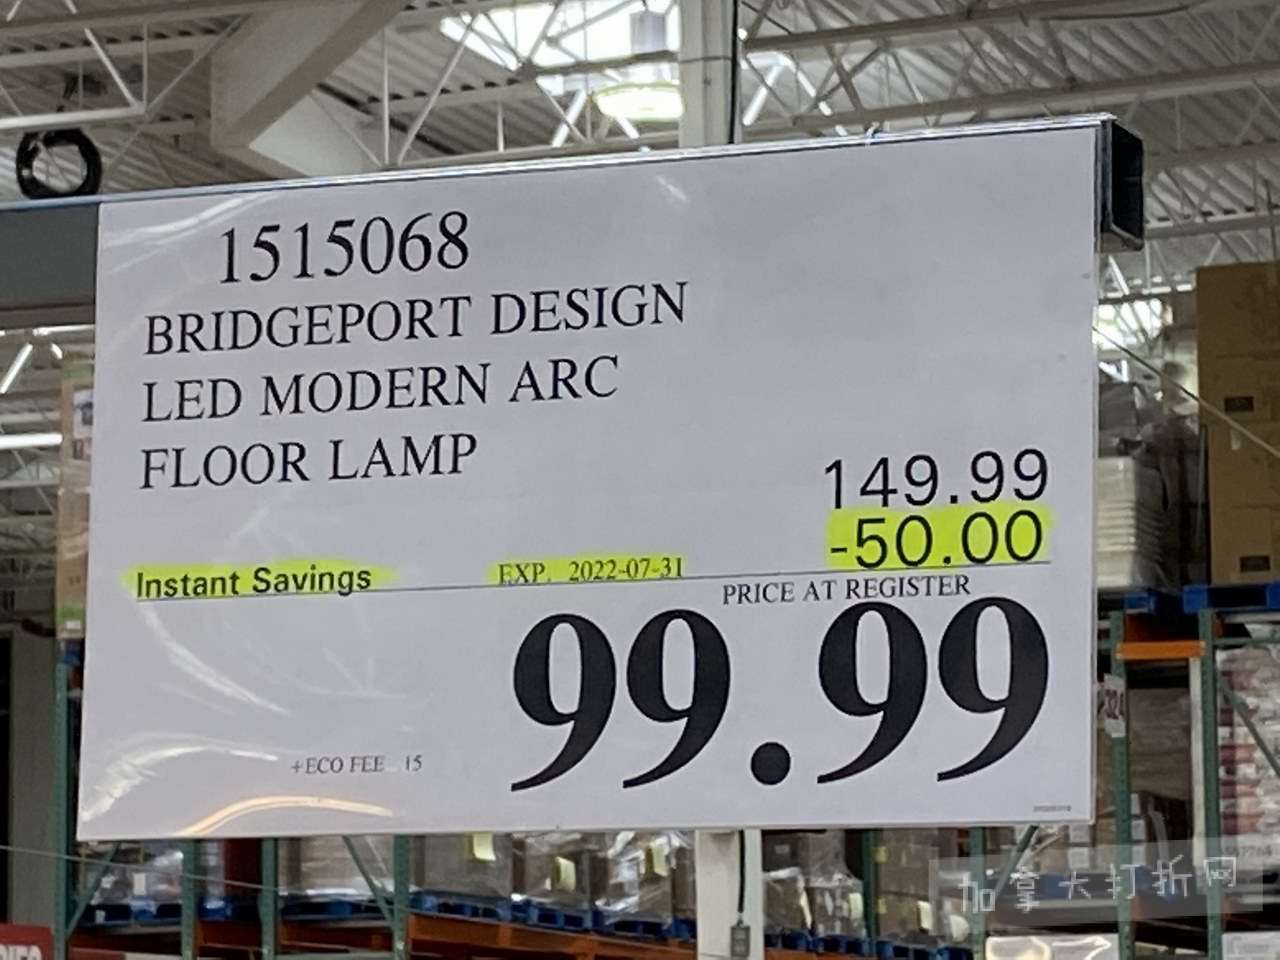 1515068
BRIDGEPORT DESIGN
LED MODERN ARC
FLOOR LAMP
149.99
-50.00
Instant Savings EXP. 2022-07-31
PRICE AT REGISTER
99.99
+ECO FEE .15
加拿大打折网